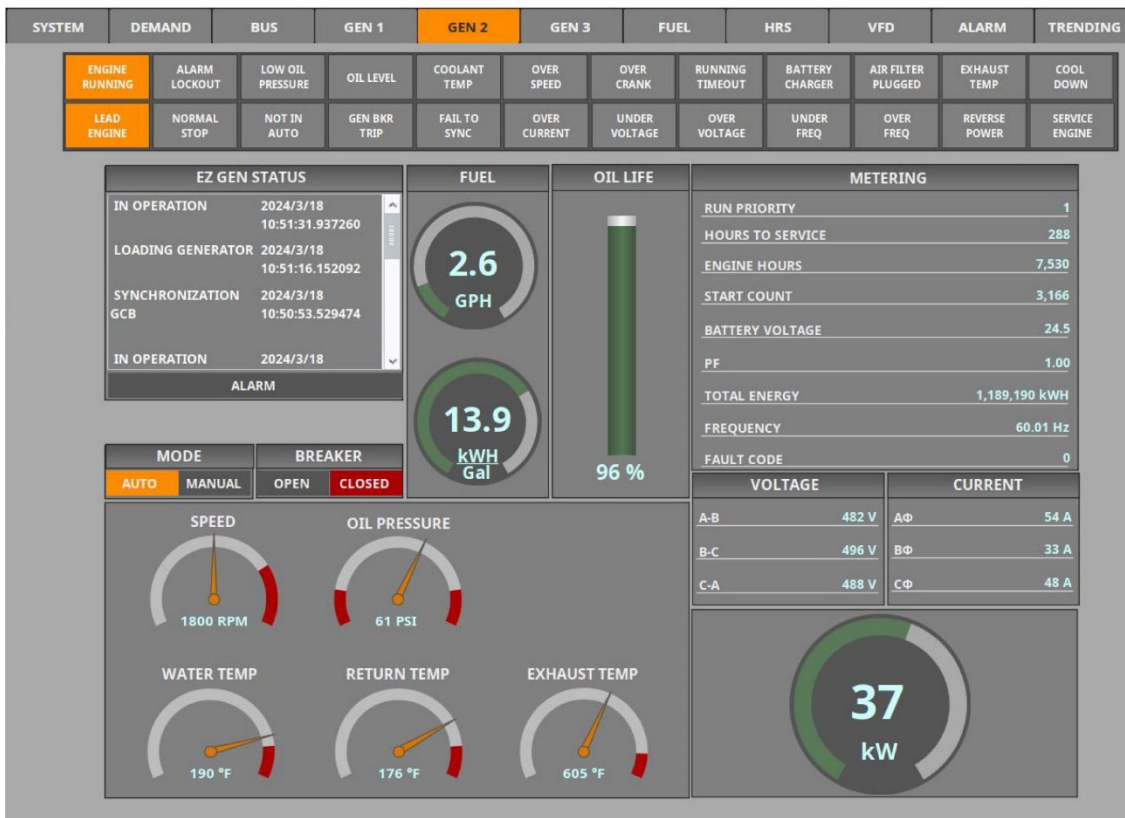 SYSTEM DEMAND BUS GEN 1 GEN 2 GEN 3 FUEL HRS VFD ALARM TRENDING
ENGINE RUNNING ALARM LOCKOUT LOW OIL PRESSURE OIL LEVEL COOLANT TEMP OVER SPEED OVER CRANK RUNNING TIMEOUT BATTERY CHARGER AIR FILTER PLUGGED EXHAUST TEMP COOL DOWN
LEAD ENGINE NORMAL STOP NOT IN AUTO GEN BKR TRIP FAIL TO SYNC OVER CURRENT UNDER VOLTAGE OVER VOLTAGE UNDER FREQ OVER FREQ REVERSE POWER SERVICE ENGINE
EZ GEN STATUS
IN OPERATION 2024/3/18
10:51:31.937260
LOADING GENERATOR 2024/3/18
10:51:16.152092
SYNCHRONIZATION 2024/3/18
GCB 10:50:53.529474
IN OPERATION 2024/3/18
ALARM
MODE
AUTO MANUAL
BREAKER
OPEN CLOSED
FUEL
2.6
GPH
13.9
kWH
Gal
OIL LIFE
96 %
METERING
RUN PRIORITY 1
HOURS TO SERVICE 288
ENGINE HOURS 7,530
START COUNT 3,166
BATTERY VOLTAGE 24.5
PF 1.00
TOTAL ENERGY 1,189,190 kWH
FREQUENCY 60.01 Hz
FAULT CODE 0
VOLTAGE
A-B 482 V
B-C 496 V
C-A 488 V
CURRENT
AΦ 54 A
BΦ 33 A
CΦ 48 A
SPEED
1800 RPM
OIL PRESSURE
61 PSI
WATER TEMP
190 °F
RETURN TEMP
176 °F
EXHAUST TEMP
605 °F
37
kW